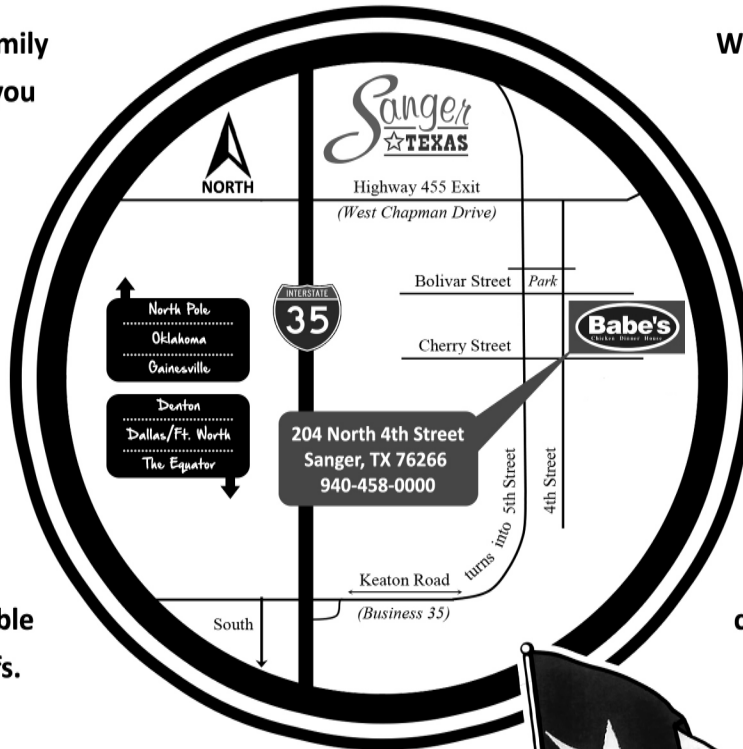 mily
you
W
Sanger
TEXAS
NORTH
Highway 455 Exit
(West Chapman Drive)
Bolivar Street
Park
North Pole
Oklahoma
Gainesville
INTERSTATE
35
Babe's
Chicken Dinner House
Cherry Street
Denton
Dallas/Ft. Worth
The Equator
204 North 4th Street
Sanger, TX 76266
940-458-0000
turns into 5th Street
4th Street
Keaton Road
(Business 35)
South
ble
fs.